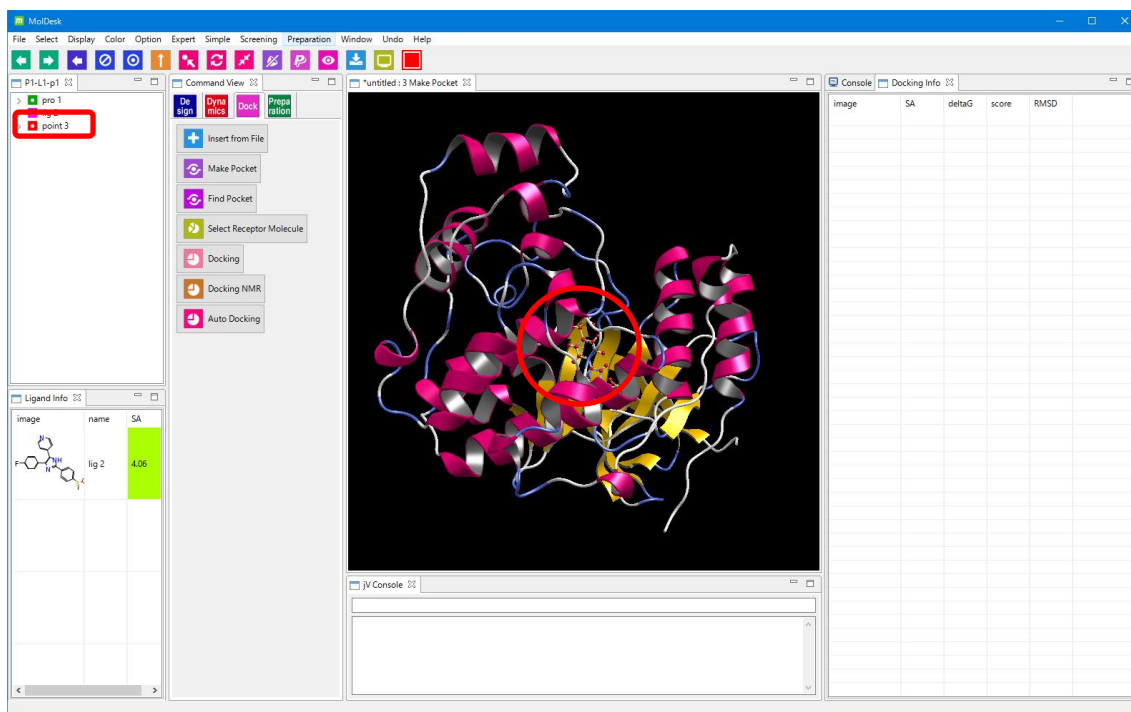 MolDesk
File Select Display Color Option Expert Simple Screening Preparation Window Undo Help
P1-L1-p1
pro 1
point 3
Command View
De
sign
Dyna
mics
Dock
Prepa
ration
Insert from File
Make Pocket
Find Pocket
Select Receptor Molecule
Docking
Docking NMR
Auto Docking
*untitled : 3 Make Pocket
Console
Docking Info
image SA deltaG score RMSD
Ligand Info
image name SA
N
F
NH
N
lig 2
4.06
jV Console